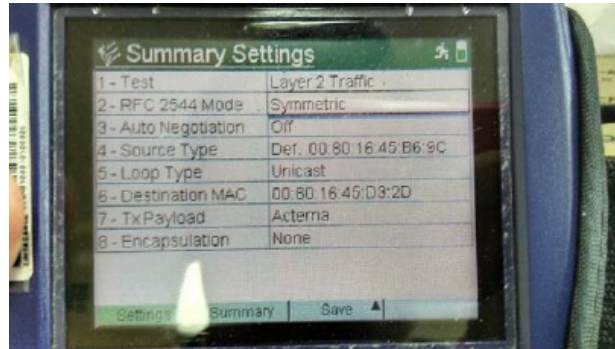 Summary Settings
1 - Test Layer 2 Traffic
2 - RFC 2544 Mode Symmetric
3 - Auto Negotiation Off
4 - Source Type Def. 00:80:16:45:B6:9C
5 - Loop Type Unicast
6 - Destination MAC 00:80:16:45:D3:2D
7 - Tx Payload Acterna
8 - Encapsulation None
Settings Summary Save